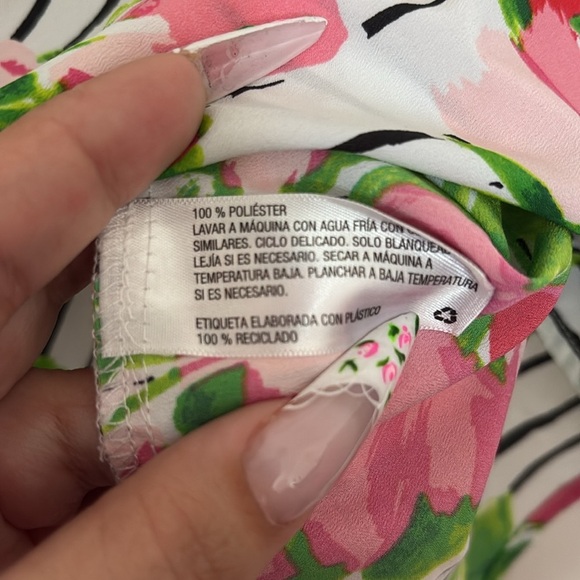 100 % POLIÉSTER
LAVAR A MÁQUINA CON AGUA FRÍA CON
SIMILARES. CICLO DELICADO. SOLO
LEJÍA SI ES NECESARIO. SECAR A MÁQUINA A
TEMPERATURA BAJA. PLANCHAR A BAJA TEMPERATURA
SI ES NECESARIO.
ETIQUETA ELABORADA CON PLÁSTICO
100 % RECICLADO